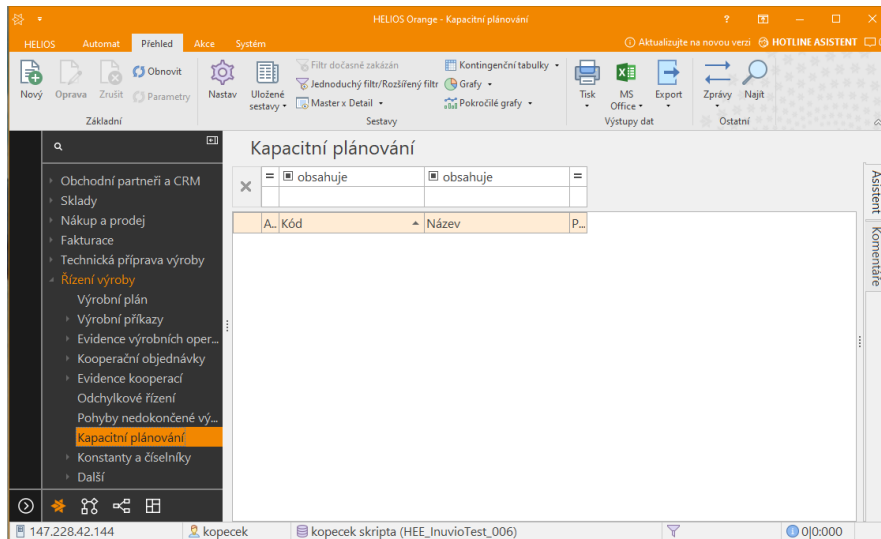 HELIOS Orange - Kapacitní plánování
HELIOS Automat Přehled Akce Systém
Aktualizujte na novou verzi HOTLINE ASISTENT
Nový Oprava Zrušit Obnovit Parametry
Základní
Nastav Uložené sestavy
Filtr dočasné zakázán
Jednoduchý filtr/Rozšířený filtr
Master x Detail
Kontingenční tabulky
Grafy
Pokročilé grafy
Sestavy
Tisk MS Office Export
Výstupy dat
Zprávy Najít
Ostatní
Obchodní partneři a CRM
Sklady
Nákup a prodej
Fakturace
Technická příprava výroby
Řízení výroby
Výrobní plán
Výrobní příkazy
Evidence výrobních oper...
Kooperační objednávky
Evidence kooperací
Odchylkové řízení
Pohyby nedokončené vý...
Kapacitní plánování
Konstanty a číselníky
Další
Kapacitní plánování
= obsahuje obsahuje =
A.. Kód Název P...
Asistent
Komentáře
147.228.42.144 kopecek kopecek skripta (HEE_InuvioTest_006) 0|0:000